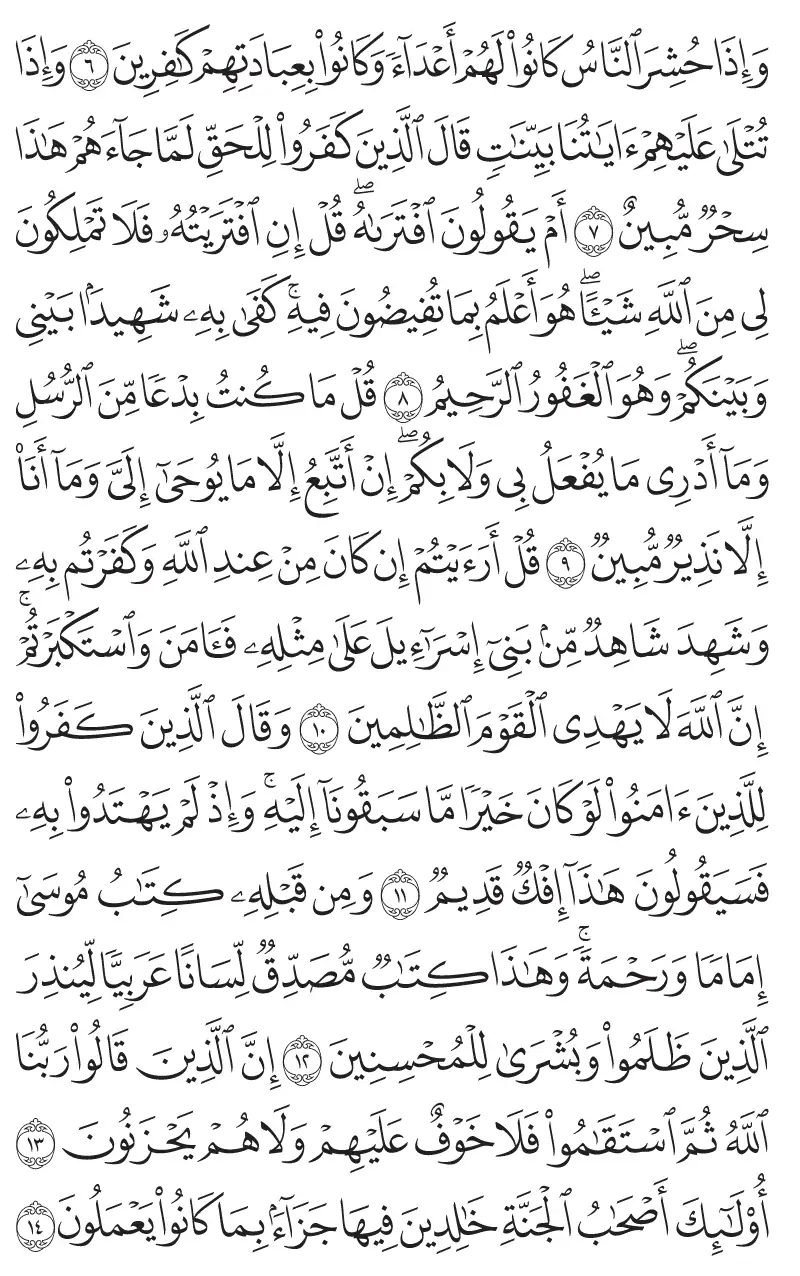 وَإِذَا حُشِرَ ٱلنَّاسُ كَانُوا۟ لَهُمْ أَعْدَآءً وَكَانُوا۟ بِعِبَادَتِهِمْ كَٰفِرِينَ ٦ وَإِذَا
تُتْلَىٰ عَلَيْهِمْ ءَايَٰتُنَا بَيِّنَٰتٍ قَالَ ٱلَّذِينَ كَفَرُوا۟ لِلْحَقِّ لَمَّا جَآءَهُمْ هَٰذَا
سِحْرٌ مُّبِينٌ ٧ أَمْ يَقُولُونَ ٱفْتَرَىٰهُ ۖ قُلْ إِنِ ٱفْتَرَيْتُهُۥ فَلَا تَمْلِكُونَ
لِى مِنَ ٱللَّهِ شَيْـًٔا ۖ هُوَ أَعْلَمُ بِمَا تُفِيضُونَ فِيهِ ۚ كَفَىٰ بِهِۦ شَهِيدًۢا بَيْنِى
وَبَيْنَكُمْ ۖ وَهُوَ ٱلْغَفُورُ ٱلرَّحِيمُ ٨ قُلْ مَا كُنتُ بِدْعًا مِّنَ ٱلرُّسُلِ
وَمَآ أَدْرِى مَا يُفْعَلُ بِى وَلَا بِكُمْ ۖ إِنْ أَتَّبِعُ إِلَّا مَا يُوحَىٰٓ إِلَىَّ وَمَآ أَنَا۠
إِلَّا نَذِيرٌ مُّبِينٌ ٩ قُلْ أَرَءَيْتُمْ إِن كَانَ مِنْ عِندِ ٱللَّهِ وَكَفَرْتُم بِهِۦ
وَشَهِدَ شَاهِدٌ مِّنۢ بَنِىٓ إِسْرَٰٓءِيلَ عَلَىٰ مِثْلِهِۦ فَـَٔامَنَ وَٱسْتَكْبَرْتُمْ ۚ
إِنَّ ٱللَّهَ لَا يَهْدِى ٱلْقَوْمَ ٱلظَّٰلِمِينَ ١٠ وَقَالَ ٱلَّذِينَ كَفَرُوا۟
لِلَّذِينَ ءَامَنُوا۟ لَوْ كَانَ خَيْرًا مَّا سَبَقُونَآ إِلَيْهِ ۚ وَإِذْ لَمْ يَهْتَدُوا۟ بِهِۦ
فَسَيَقُولُونَ هَٰذَآ إِفْكٌ قَدِيمٌ ١١ وَمِن قَبْلِهِۦ كِتَٰبُ مُوسَىٰٓ
إِمَامًا وَرَحْمَةً ۚ وَهَٰذَا كِتَٰبٌ مُّصَدِّقٌ لِّسَانًا عَرَبِيًّا لِّيُنذِرَ
ٱلَّذِينَ ظَلَمُوا۟ وَبُشْرَىٰ لِلْمُحْسِنِينَ ١٢ إِنَّ ٱلَّذِينَ قَالُوا۟ رَبُّنَا
ٱللَّهُ ثُمَّ ٱسْتَقَٰمُوا۟ فَلَا خَوْفٌ عَلَيْهِمْ وَلَا هُمْ يَحْزَنُونَ ١٣
أُو۟لَٰٓئِكَ أَصْحَٰبُ ٱلْجَنَّةِ خَٰلِدِينَ فِيهَا جَزَآءًۢ بِمَا كَانُوا۟ يَعْمَلُونَ ١٤